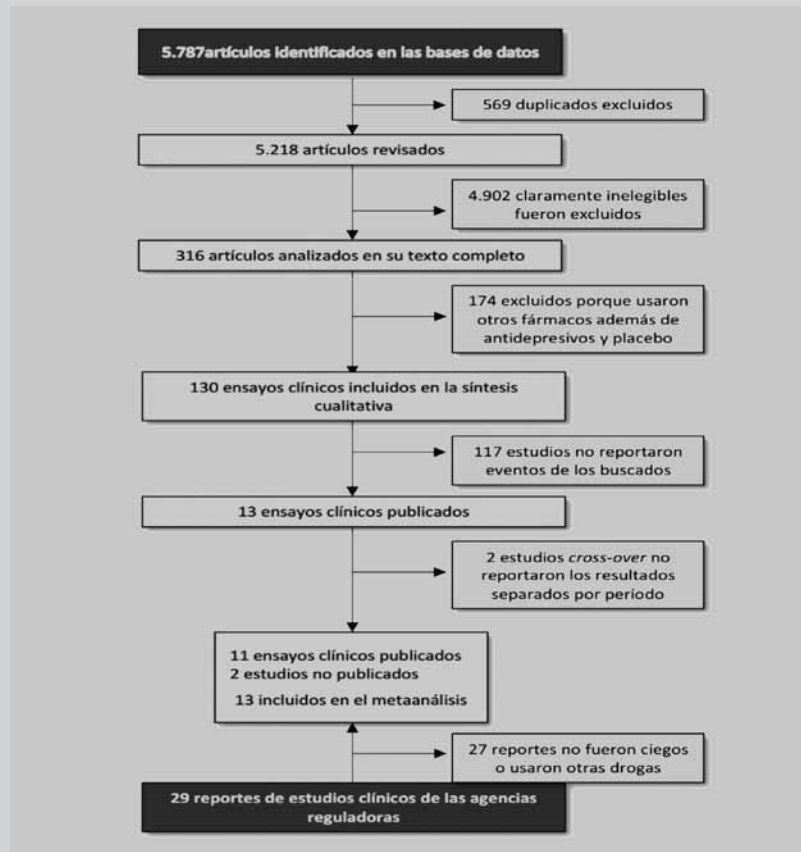 5.787artículos identificados en las bases de datos
569 duplicados excluidos
5.218 artículos revisados
4.902 claramente inelegibles
fueron excluidos
316 artículos analizados en su texto completo
174 excluidos porque usaron
otros fármacos además de
antidepresivos y placebo
130 ensayos clínicos incluidos en la síntesis
cualitativa
117 estudios no reportaron
eventos de los buscados
13 ensayos clínicos publicados
2 estudios cross-over no
reportaron los resultados
separados por período
11 ensayos clínicos publicados
2 estudios no publicados
13 incluidos en el metaanálisis
27 reportes no fueron ciegos
o usaron otras drogas
29 reportes de estudios clínicos de las agencias
reguladoras